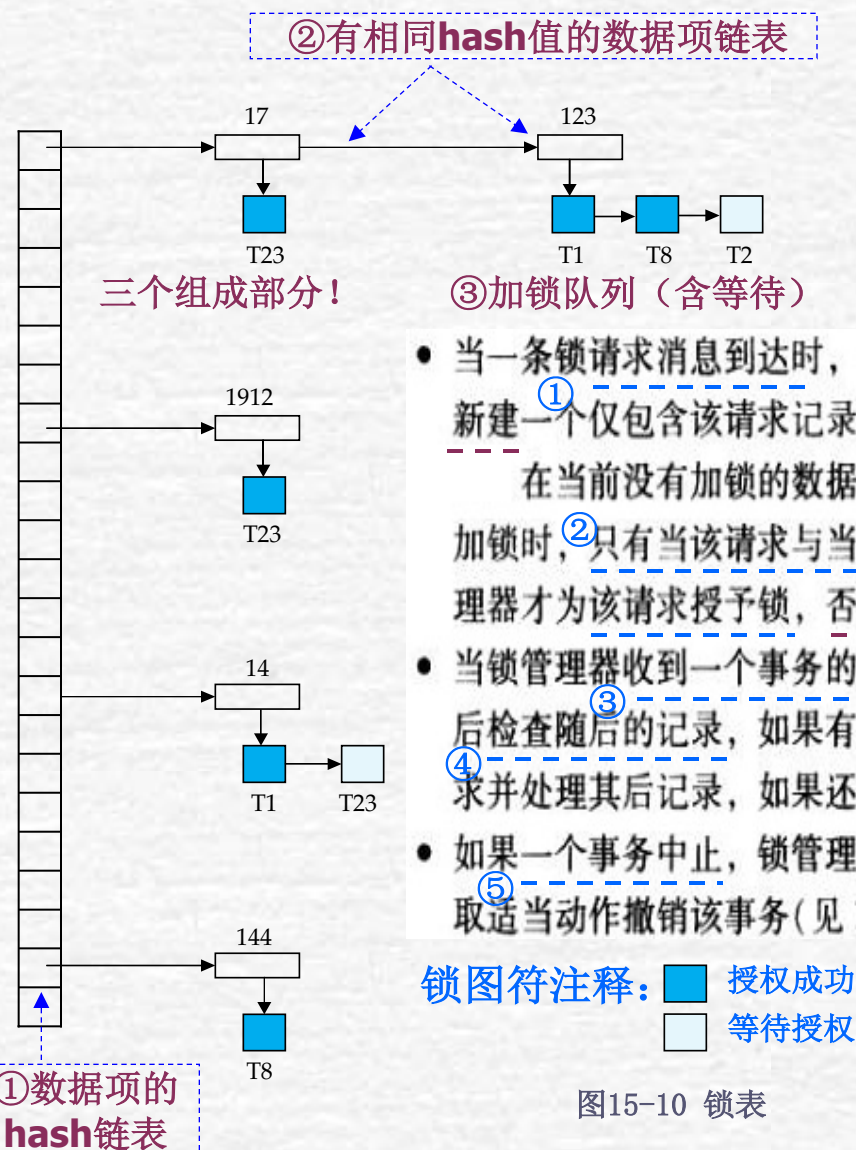 ②有相同hash值的数据项链表
17
123
T23
T1
T8
T2
三个组成部分!
③加锁队列（含等待）
1912
T23
14
T1
T23
144
T8
①数据项的
hash链表
• 当一条锁请求消息到达时，
①
新建一个仅包含该请求记录
在当前没有加锁的数据
加锁时，②只有当该请求与当
理器才为该请求授予锁，否
• 当锁管理器收到一个事务的
③
后检查随后的记录，如果有
④
求并处理其后记录，如果还
• 如果一个事务中止，锁管理
⑤
取适当动作撤销该事务(见
锁图符注释：
授权成功
等待授权
图15-10 锁表